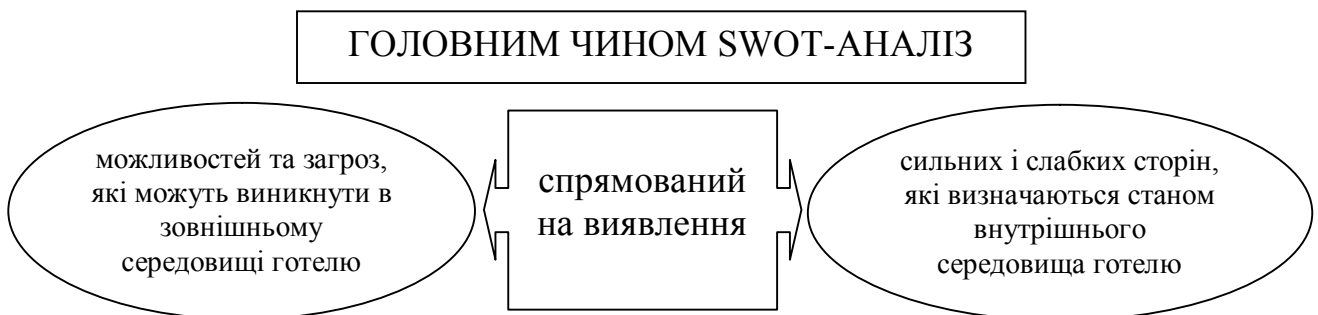 ГОЛОВНИМ ЧИНОМ SWOT-АНАЛІЗ
можливостей та загроз,
які можуть виникнути в
зовнішньому
середовищі готелю
спрямований
на виявлення
сильних і слабких сторін,
які визначаються станом
внутрішнього
середовища готелю